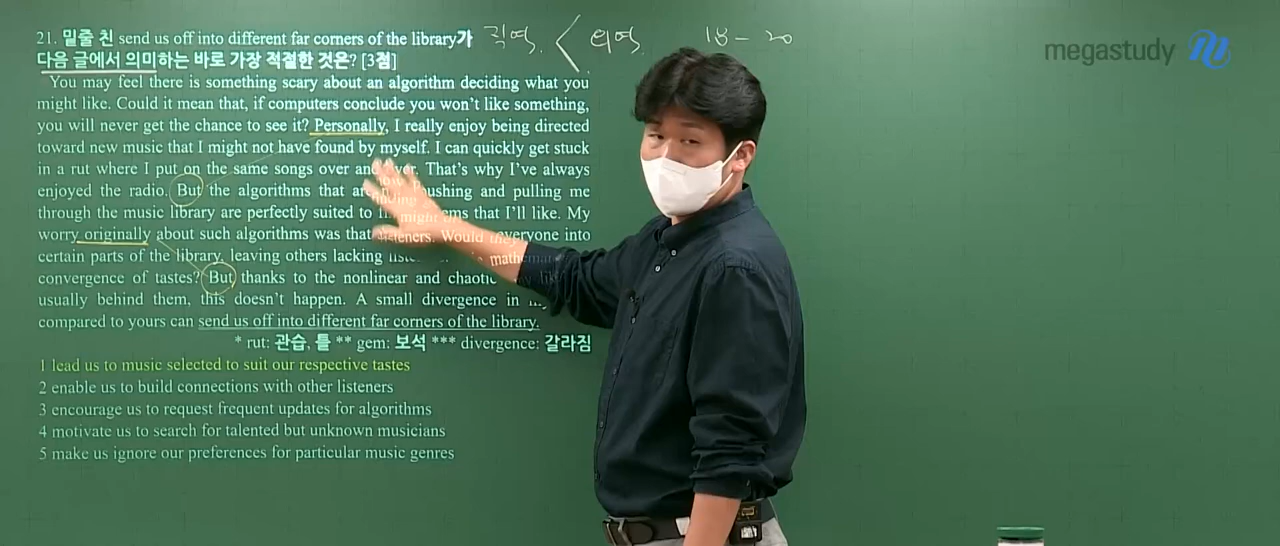 21. 밑줄 친 send us off into different far corners of the library가
다음 글에서 의미하는 바로 가장 적절한 것은? [3점]
You may feel there is something scary about an algorithm deciding what you
might like. Could it mean that, if computers conclude you won't like something,
you will never get the chance to see it? Personally, I really enjoy being directed
toward new music that I might not have found by myself. I can quickly get stuck
in a rut where I put on the same songs over and over. That's why I've always
enjoyed the radio. But the algorithms that are pushing and pulling me
through the music library are perfectly suited to that I'll like. My
worry originally about such algorithms was that everyone into
certain parts of the library, leaving others lacking listeners. Would they
convergence of tastes? But thanks to the nonlinear and chaotic
usually behind them, this doesn't happen. A small divergence in
compared to yours can send us off into different far corners of the library.
* rut: 관습, 틀 ** gem: 보석 *** divergence: 갈라짐
1 lead us to music selected to suit our respective tastes
2 enable us to build connections with other listeners
3 encourage us to request frequent updates for algorithms
4 motivate us to search for talented but unknown musicians
5 make us ignore our preferences for particular music genres
직역 < 의역
18 - 20
megastudy